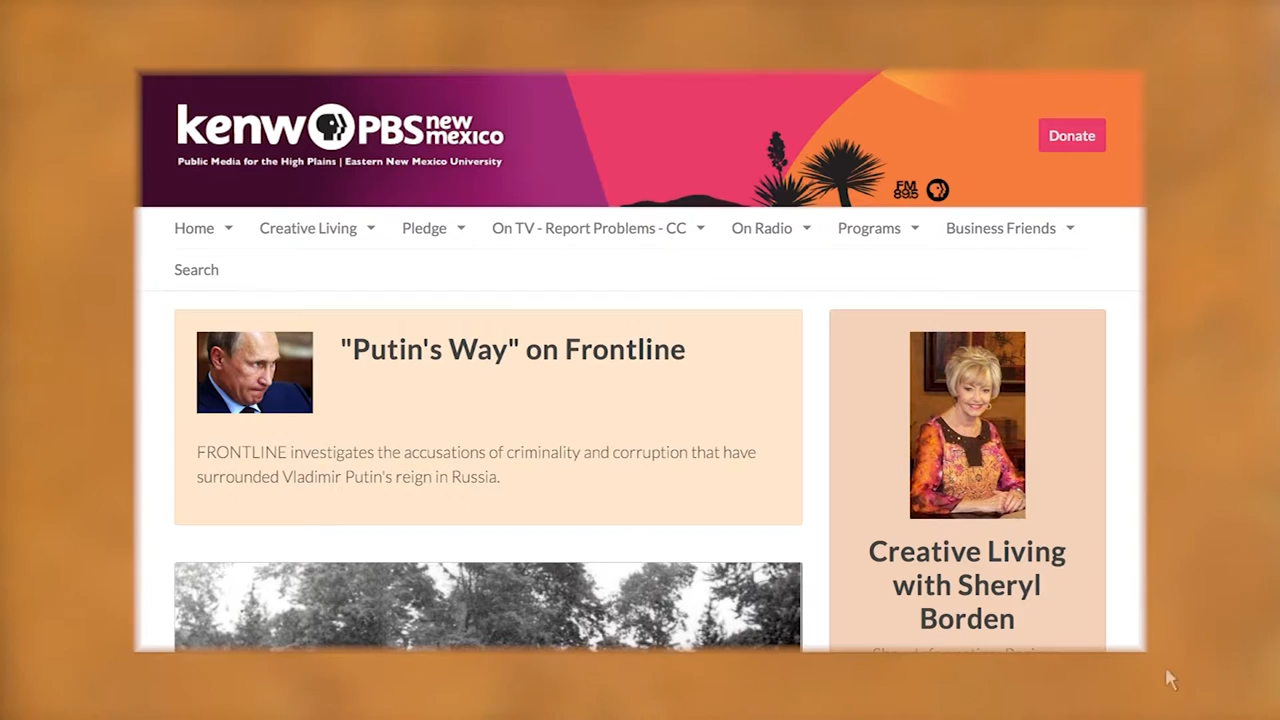 kenw PBS new mexico
Public Media for the High Plains | Eastern New Mexico University
FM 89.5
Donate
Home Creative Living Pledge On TV - Report Problems - CC On Radio Programs Business Friends
Search
"Putin's Way" on Frontline
FRONTLINE investigates the accusations of criminality and corruption that have
surrounded Vladimir Putin's reign in Russia.
Creative Living
with Sheryl
Borden